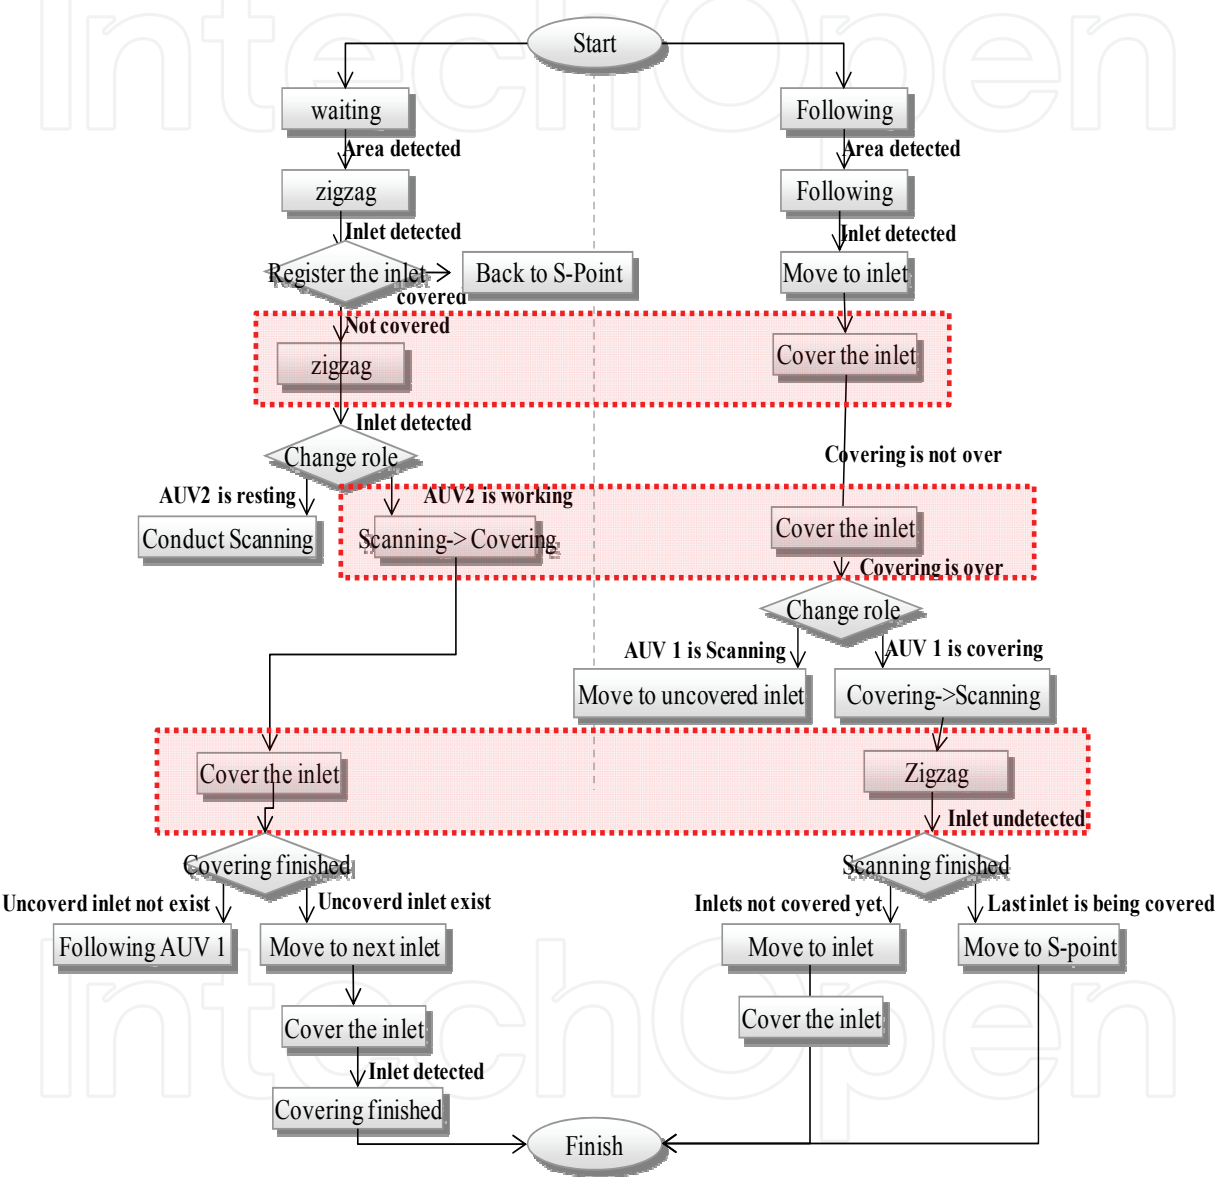 IntechOpen
Start
waiting
Following
Area detected
Area detected
zigzag
Following
Inlet detected
Inlet detected
Register the inlet
Back to S-Point
Move to inlet
covered
Not covered
zigzag
Cover the inlet
Inlet detected
Change role
Covering is not over
AUV2 is resting
AUV2 is working
Conduct Scanning
Scanning-> Covering
Cover the inlet
Covering is over
Change role
AUV 1 is Scanning
AUV 1 is covering
Move to uncovered inlet
Covering->Scanning
Cover the inlet
Zigzag
Inlet undetected
Covering finished
Scanning finished
Uncoverd inlet not exist
Uncoverd inlet exist
Inlets not covered yet
Last inlet is being covered
Following AUV 1
Move to next inlet
Move to inlet
Move to S-point
Cover the inlet
Cover the inlet
Inlet detected
Covering finished
Finish
IntechOpen